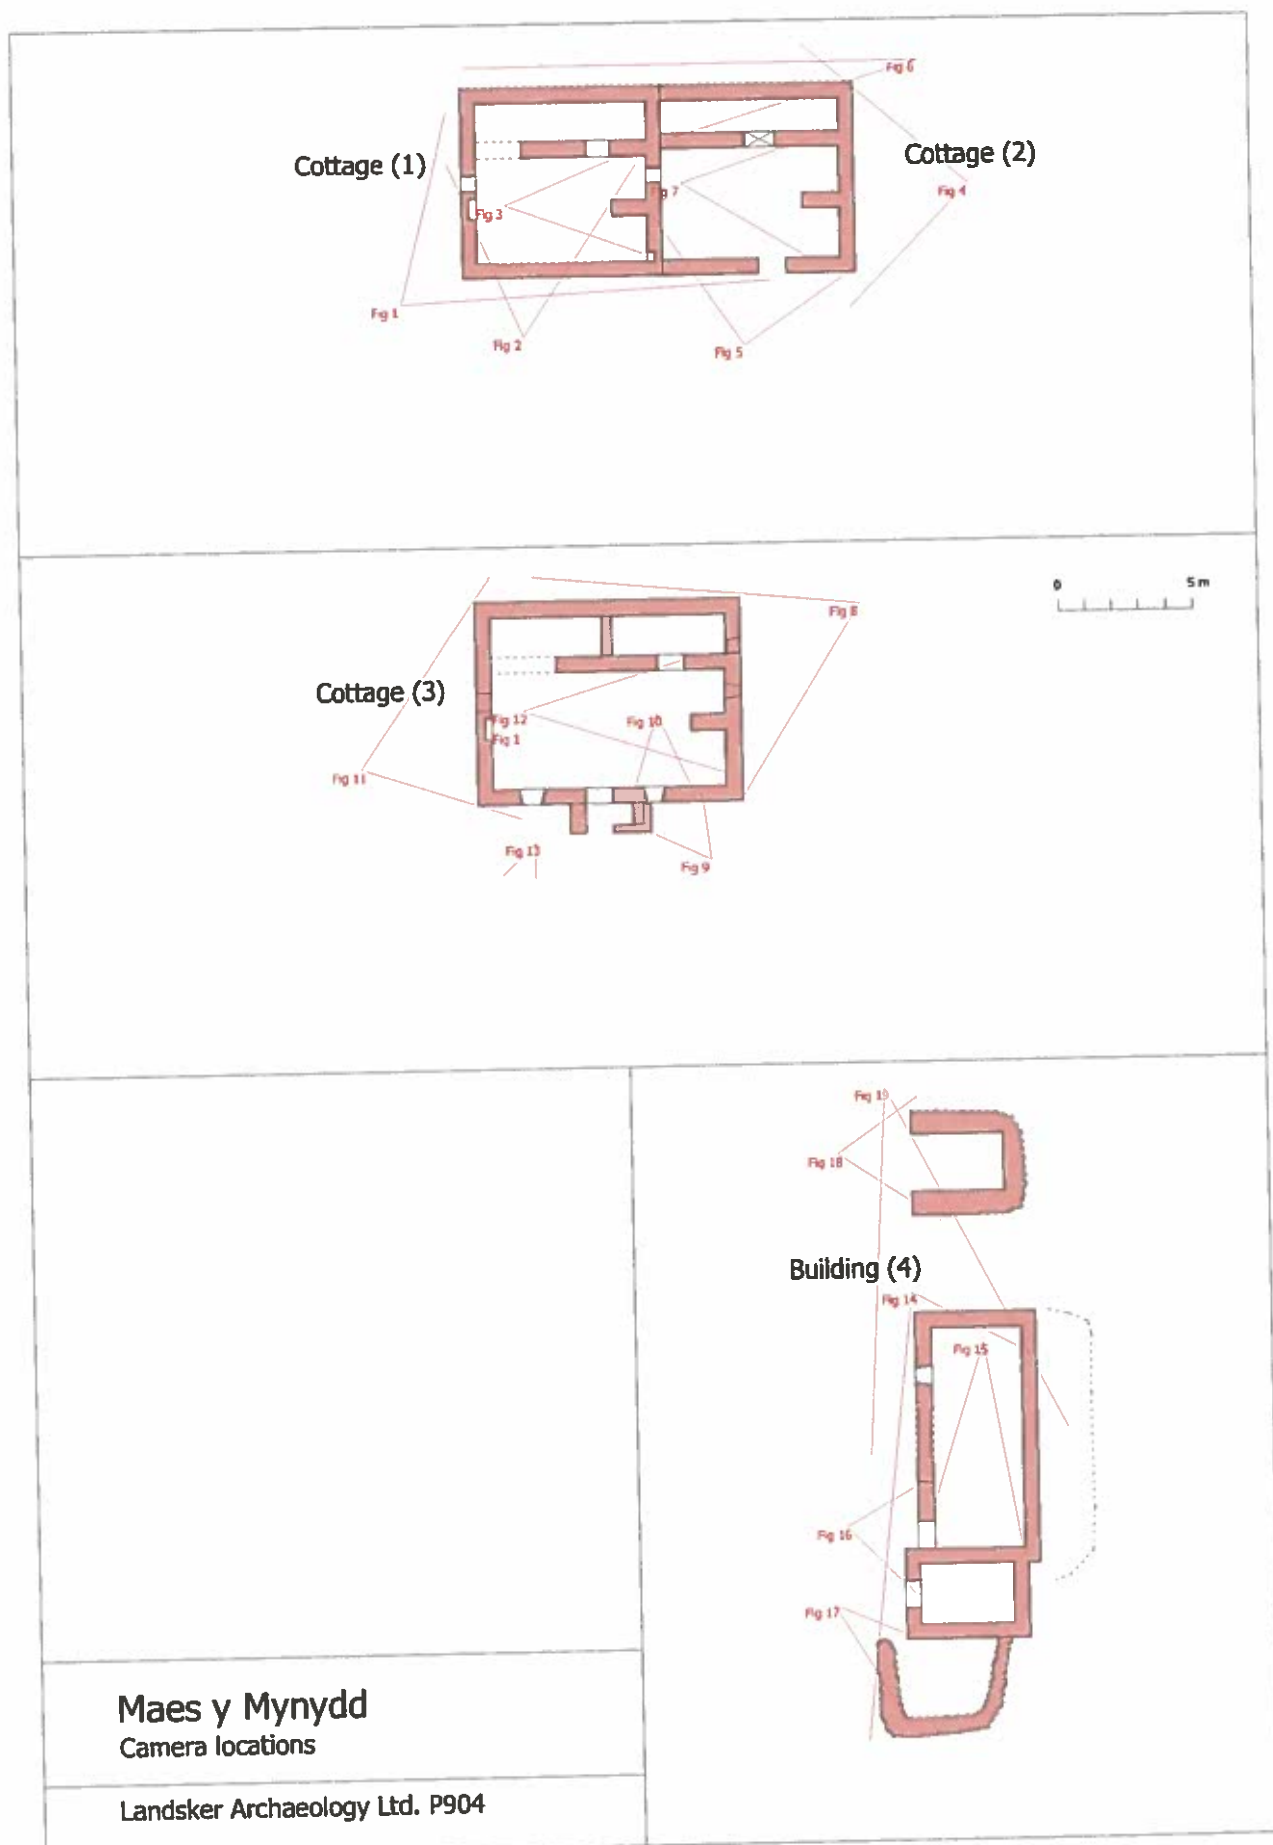 Fig 6
Cottage (1)
Cottage (2)
Fig 7
Fig 4
Fig 3
Fig 1
Fig 2
Fig 5
0 5 m
Fig 8
Cottage (3)
Fig 12
Fig 10
Fig 1
Fig 11
Fig 13
Fig 9
Fig 19
Fig 18
Building (4)
Fig 14
Fig 15
Fig 16
Fig 17
Maes y Mynydd
Camera locations
Landsker Archaeology Ltd. P904